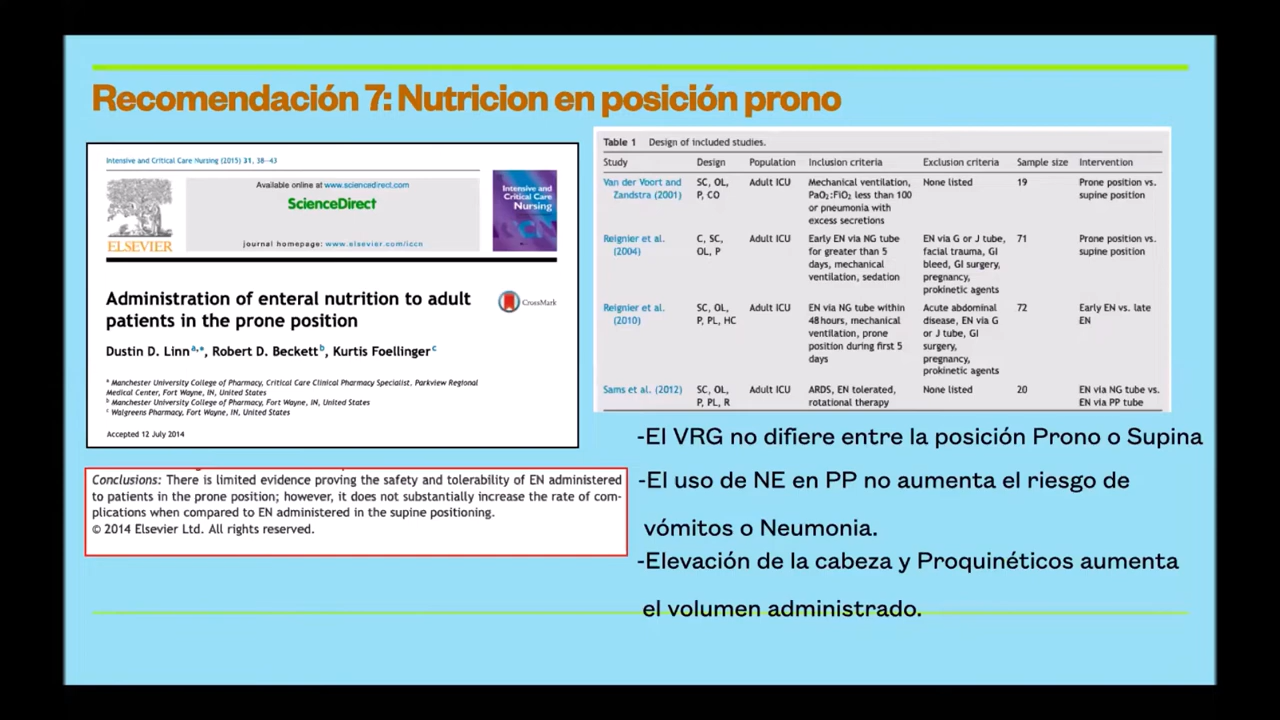 Recomendación 7: Nutricion en posición prono
Intensive and Critical Care Nursing (2015) 31, 38—43
Available online at www.sciencedirect.com
ScienceDirect
journal homepage: www.elsevier.com/iccn
ELSEVIER
Intensive and
Critical Care
Nursing
Administration of enteral nutrition to adult
patients in the prone position
CrossMark
Dustin D. Linn a,*, Robert D. Beckett b, Kurtis Foellinger c
a Manchester University College of Pharmacy, Critical Care Clinical Pharmacy Specialist. Parkview Regional
Medical Center, Fort Wayne, IN, United States
b Manchester University College of Pharmacy, Fort Wayne, IN, United States
c Walgreens Pharmacy, Fort Wayne, IN, United States
Accepted 12 July 2014
Conclusions: There is limited evidence proving the safety and tolerability of EN administered
to patients in the prone position; however, it does not substantially increase the rate of com-
plications when compared to EN administered in the supine positioning.
© 2014 Elsevier Ltd. All rights reserved.
Table 1 Design of included studies.
Study Design Population Inclusion criteria Exclusion criteria Sample size Intervention
Van der Voort and SC, OL, Adult ICU Mechanical ventilation, None listed 19 Prone position vs.
Zandstra (2001) P, CO PaO2:FiO2 less than 100 supine position
or pneumonia with
excess secretions
Reignier et al. C, SC, Adult ICU Early EN via NG tube EN via G or J tube, 71 Prone position vs.
(2004) OL, P for greater than 5 facial trauma, GI supine position
days, mechanical bleed, GI surgery,
ventilation, sedation pregnancy,
prokinetic agents
Reignier et al. SC, OL, Adult ICU EN via NG tube within Acute abdominal 72 Early EN vs. late
(2010) P, PL, HC 48 hours, mechanical disease, EN via G EN
ventilation, prone or J tube, GI
position during first 5 surgery,
days pregnancy,
prokinetic agents
Sams et al. (2012) SC, OL, Adult ICU ARDS, EN tolerated, None listed 20 EN via NG tube vs.
P, PL, R rotational therapy EN via PP tube
-El VRG no difiere entre la posición Prono o Supina
-El uso de NE en PP no aumenta el riesgo de
vómitos o Neumonia.
-Elevación de la cabeza y Proquinéticos aumenta
el volumen administrado.